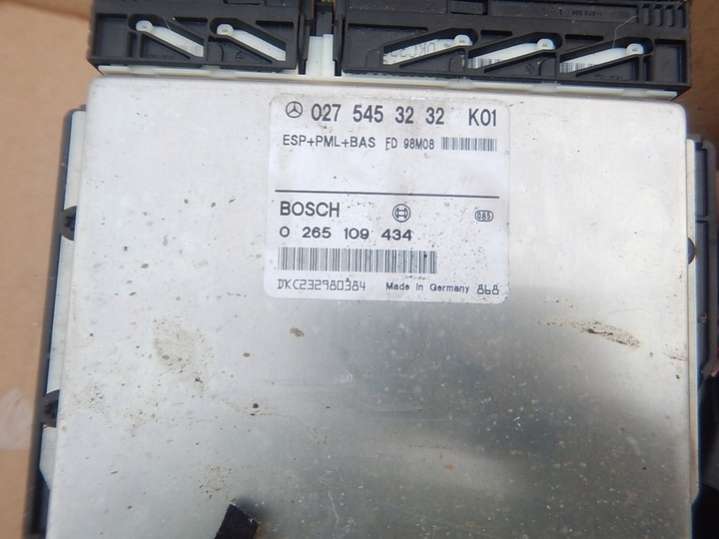 027 545 32 32 K01
ESP+PML+BAS FD 98M08
BOSCH
0 265 109 434
DKC232980384 Made in Germany 868